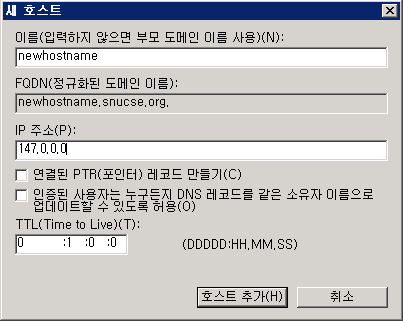 새 호스트
이름(입력하지 않으면 부모 도메인 이름 사용)(N):
newhostname
FQDN(정규화된 도메인 이름):
newhostname.snucse.org.
IP 주소(P):
147.0.0.0
연결된 PTR(포인터) 레코드 만들기(C)
인증된 사용자는 누구든지 DNS 레코드를 같은 소유자 이름으로
업데이트할 수 있도록 허용(O)
TTL(Time to Live)(T):
0 :1 :0 :0 (DDDDD:HH.MM.SS)
호스트 추가(H) 취소